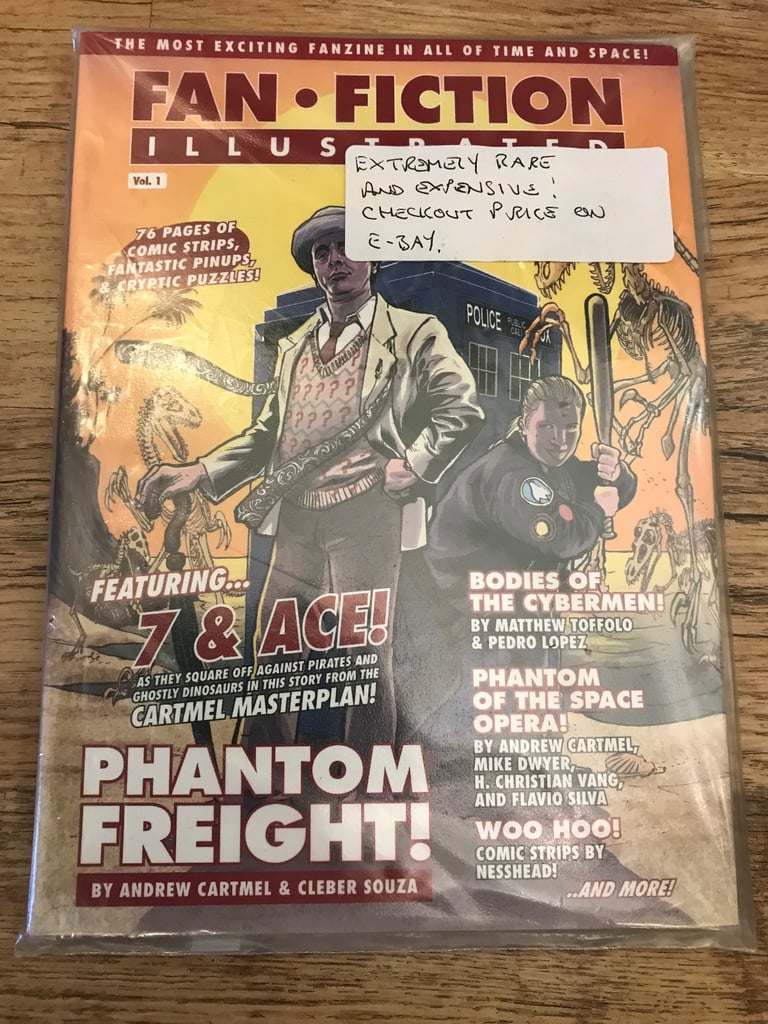 THE MOST EXCITING FANZINE IN ALL OF TIME AND SPACE!
FAN • FICTION
ILLUSTRATED
Vol. 1
EXTREMELY RARE
AND EXPENSIVE!
CHECKOUT PRICE ON
E-BAY.
76 PAGES OF
COMIC STRIPS,
FANTASTIC PINUPS,
& CRYPTIC PUZZLES!
POLICE PUBLIC CALL BOX
FEATURING...
7 & ACE!
AS THEY SQUARE OFF AGAINST PIRATES AND
GHOSTLY DINOSAURS IN THIS STORY FROM THE
CARTMEL MASTERPLAN!
PHANTOM
FREIGHT!
BY ANDREW CARTMEL & CLEBER SOUZA
BODIES OF
THE CYBERMEN!
BY MATTHEW TOFFOLO
& PEDRO LOPEZ
PHANTOM
OF THE SPACE
OPERA!
BY ANDREW CARTMEL,
MIKE DWYER,
H. CHRISTIAN VANG,
AND FLAVIO SILVA
WOO HOO!
COMIC STRIPS BY
NESSHEAD!
..AND MORE!